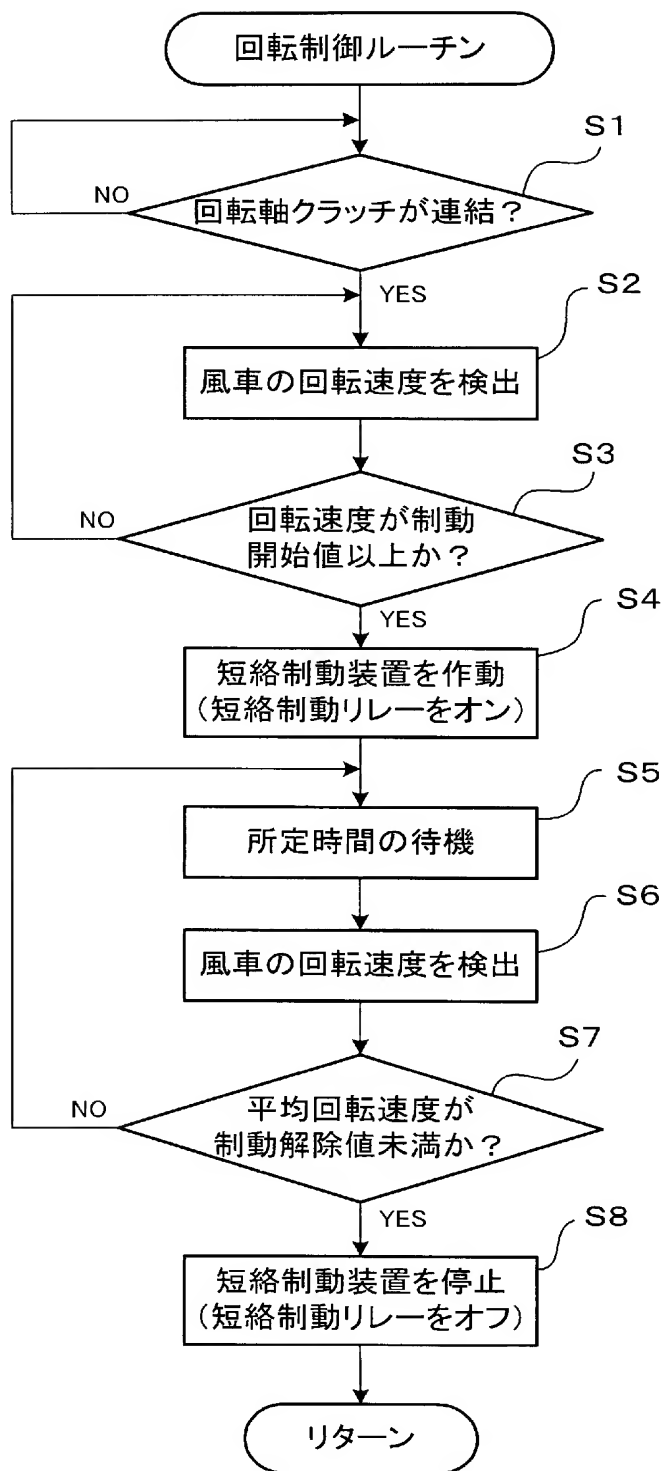 回転制御ルーチン
S1
回転軸クラッチが連結？
NO
YES
S2
風車の回転速度を検出
S3
回転速度が制動
開始値以上か？
NO
YES
S4
短絡制動装置を作動
（短絡制動リレーをオン）
S5
所定時間の待機
S6
風車の回転速度を検出
S7
平均回転速度が
制動解除値未満か？
NO
YES
S8
短絡制動装置を停止
（短絡制動リレーをオフ）
リターン